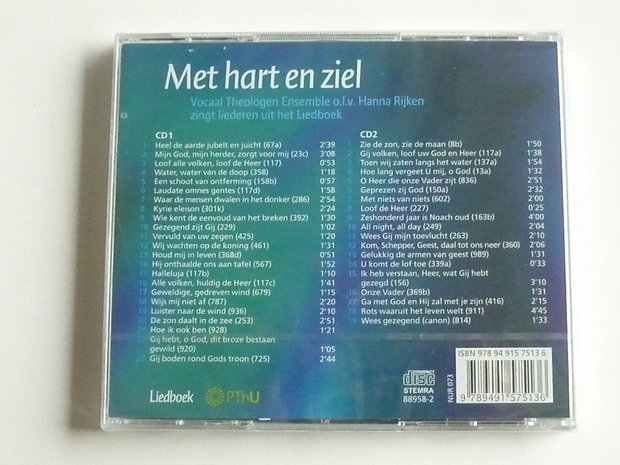 Met hart en ziel
Vocaal Theologen Ensemble o.l.v. Hanna Rijken
zingt liederen uit het Liedboek
CD1
1 Heel de aarde jubelt en juicht (67a) 2'39
2 Mijn God, mijn herder, zorgt voor mij (23c) 3'08
3 Loof alle volken, loof de Heer (117) 0'53
4 Water, water van de doop (358) 1'18
5 Een schoot van ontferming (158b) 0'57
6 Laudate omnes gentes (117d) 1'58
7 Waar de mensen dwalen in het donker (286) 2'54
8 Kyrie eleison (301k) 2'24
9 Wie kent de eenvoud van het breken (392) 1'30
10 Gezegend zijt Gij (229) 1'02
11 Vervuld van uw zegen (425) 1'20
12 Wij wachten op de koning (461) 1'31
13 Houd mij in leven (368d) 0'51
14 Hij onthaalde ons aan tafel (567) 1'52
15 Halleluja (117b) 1'10
16 Alle volken, huldig de Heer (117c) 1'41
17 Geweldige, gedreven wind (679) 1'15
18 Wijs mij niet af (787) 2'20
19 Luister naar de wind (936) 2'10
20 De zon daalt in de zee (253) 2'51
21 Hoe ik ook ben (928) 1'21
22 Gij hebt, o God, dit broze bestaan
gewild (920) 1'05
23 Gij boden rond Gods troon (725) 2'44
CD2
1 Zie de zon, zie de maan (8b) 1'50
2 Gij volken, loof uw God en Heer (117a) 1'38
3 Toen wij zaten langs het water (137a) 1'54
4 Hoe lang vergeet U mij, o God (13a) 1'32
5 O Heer die onze Vader zijt (836) 2'51
6 Geprezen zij God (150a) 2'32
7 Met niets van niets (602) 2'00
8 Loof de Heer (227) 0'25
9 Zeshonderd jaar is Noach oud (163b) 4'00
10 All night, all day (249) 2'04
11 Wees Gij mijn toevlucht (263) 2'10
12 Kom, Schepper, Geest, daal tot ons neer (360) 2'06
13 Gelukkig de armen van geest (989) 1'31
14 U komt de lof toe (339a) 0'33
15 Ik heb verstaan, Heer, wat Gij hebt
gezegd (156) 3'10
16 Onze Vader (369b) 1'31
17 Ga met God en Hij zal met je zijn (416) 2'15
18 Rots waaruit het leven welt (911) 4'45
19 Wees gezegend (canon) (814) 1'33
Liedboek
PThU
COMPACT
disc
STEMRA
88958-2
NUR 073
ISBN 978 94 915 7513 6
9 789491 575136